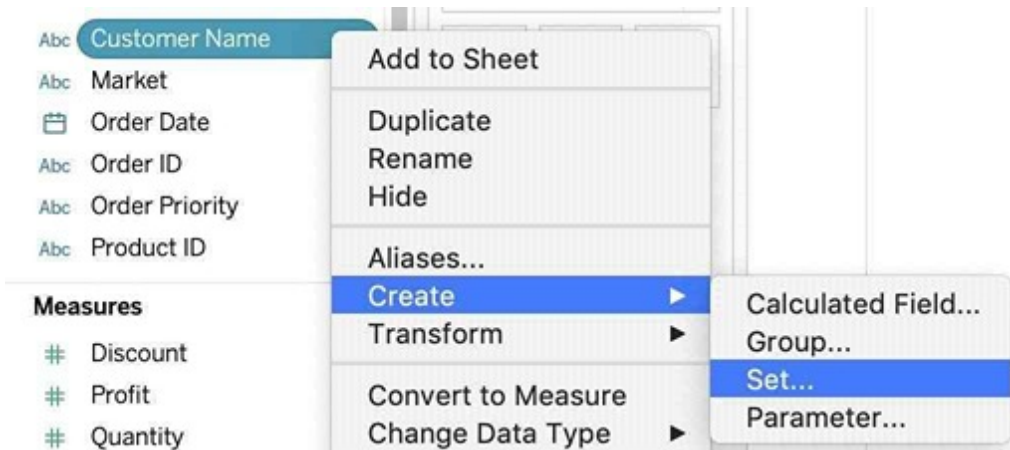 Abc Customer Name
Abc Market
Order Date
Abc Order ID
Abc Order Priority
Abc Product ID
Measures
# Discount
# Profit
# Quantity
Add to Sheet
Duplicate
Rename
Hide
Aliases...
Create
Transform
Convert to Measure
Change Data Type
Calculated Field...
Group...
Set...
Parameter...